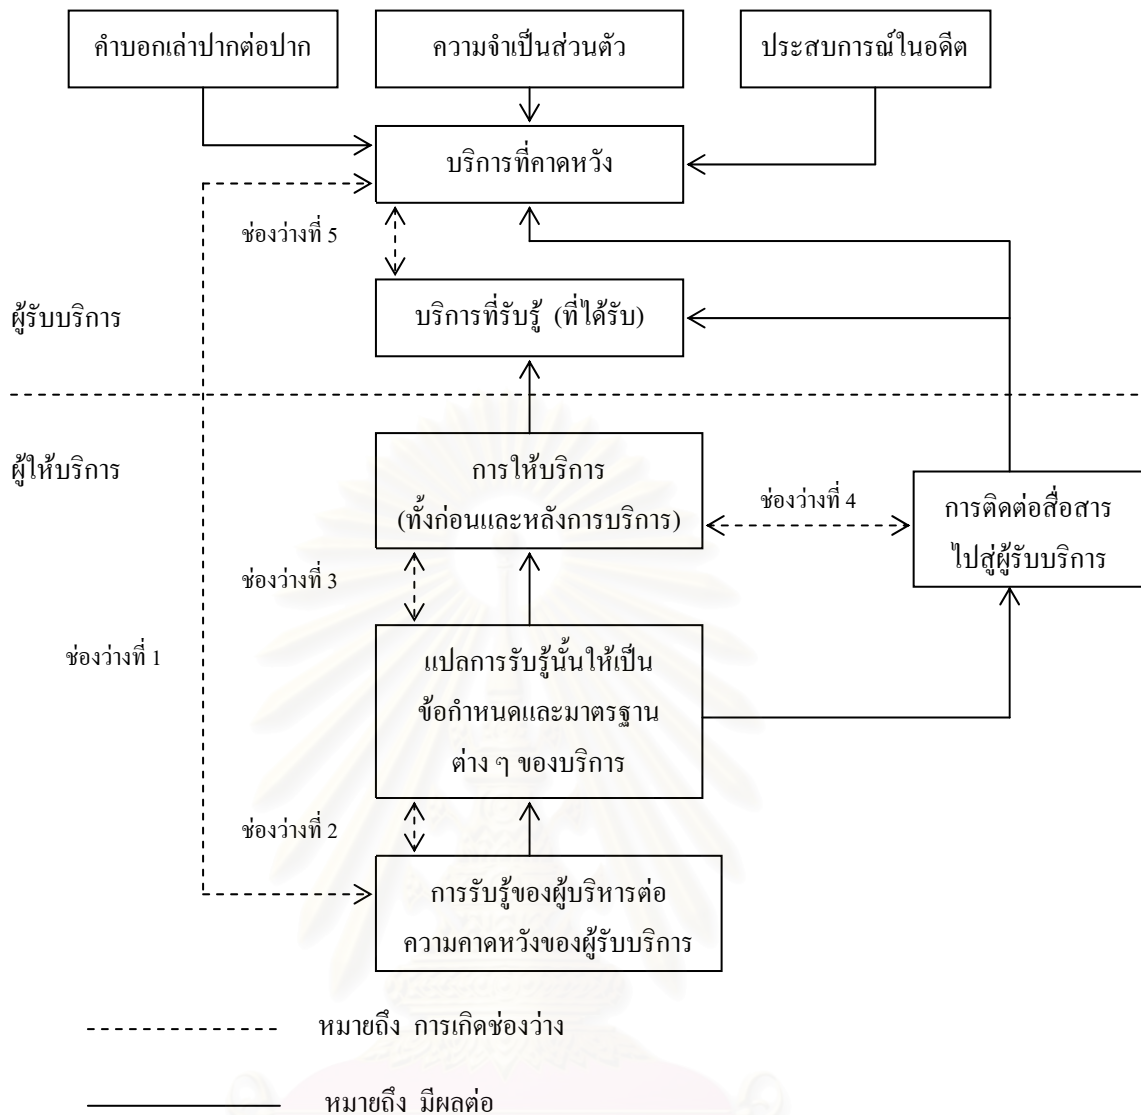 คำบอกเล่าปากต่อปาก
ความจำเป็นส่วนตัว
ประสบการณ์ในอดีต
บริการที่คาดหวัง
ช่องว่างที่ 5
ผู้รับบริการ
บริการที่รับรู้ (ที่ได้รับ)
ผู้ให้บริการ
การให้บริการ
(ทั้งก่อนและหลังการบริการ)
ช่องว่างที่ 4
การติดต่อสื่อสาร
ไปสู่ผู้รับบริการ
ช่องว่างที่ 3
ช่องว่างที่ 1
แปลการรับรู้นั้นให้เป็น
ข้อกำหนดและมาตรฐาน
ต่าง ๆ ของบริการ
ช่องว่างที่ 2
การรับรู้ของผู้บริหารต่อ
ความคาดหวังของผู้รับบริการ
หมายถึง การเกิดช่องว่าง
หมายถึง มีผลต่อ